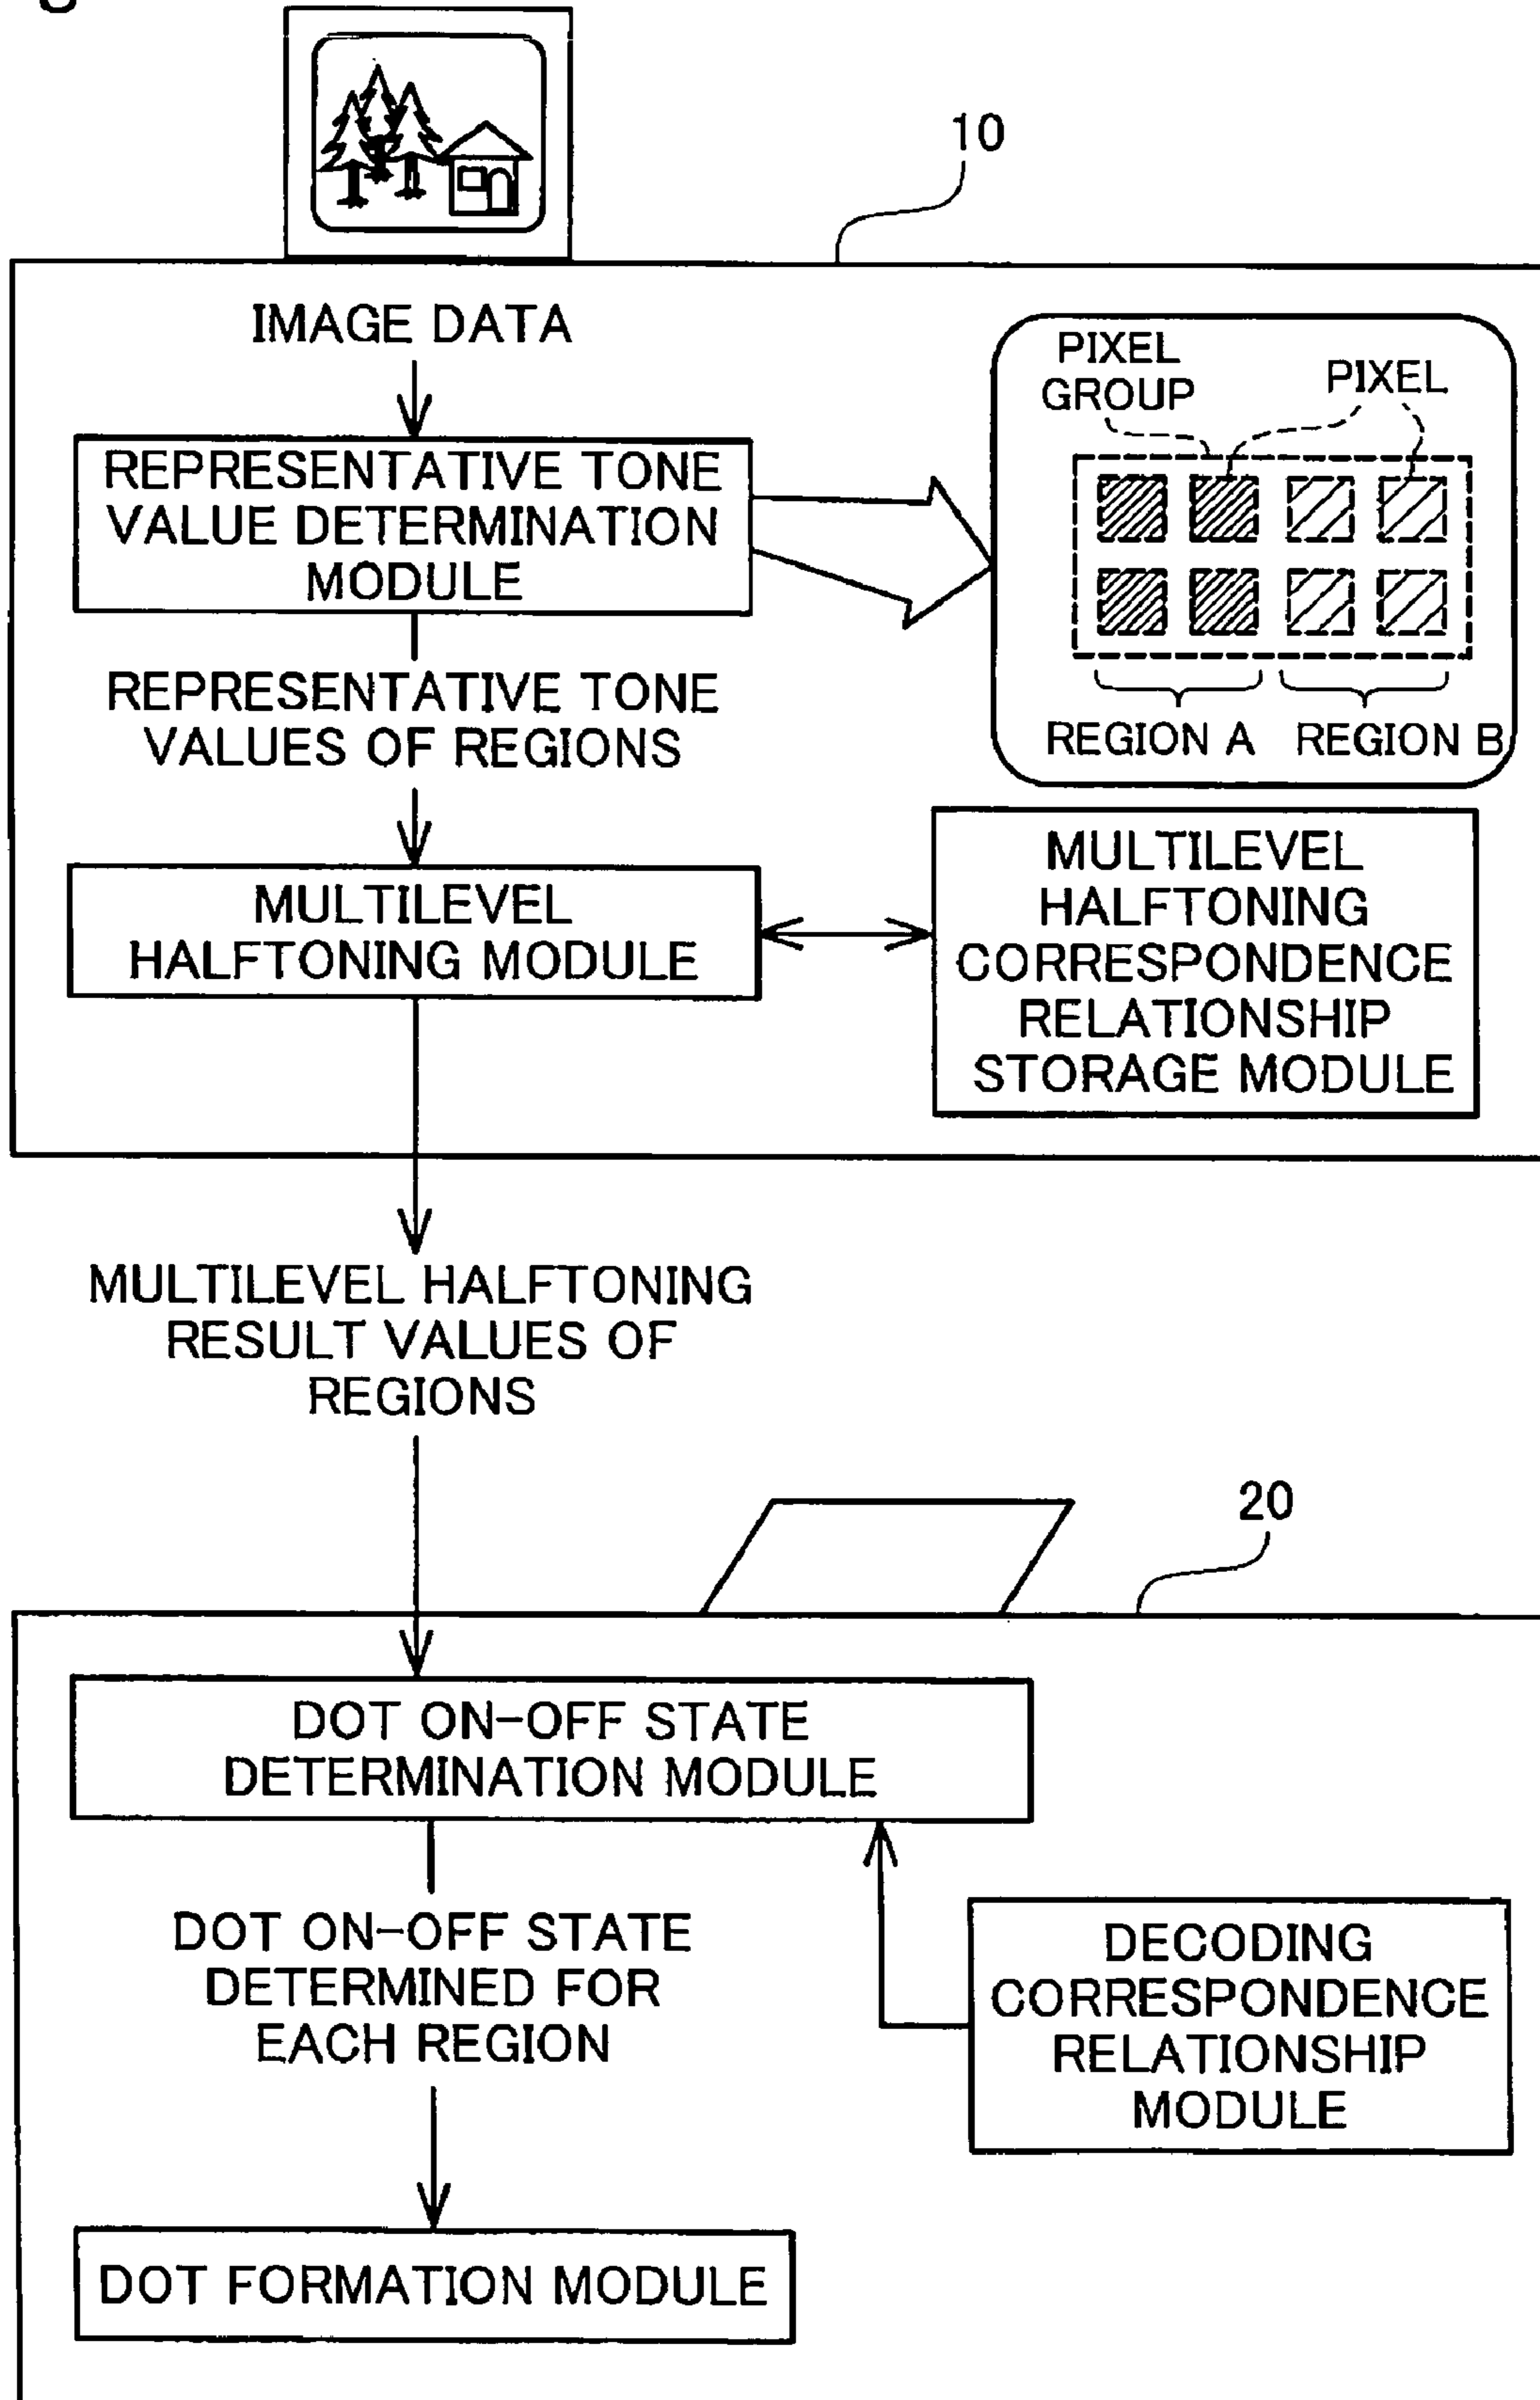 10
IMAGE DATA
PIXEL
GROUP
PIXEL
REPRESENTATIVE TONE
VALUE DETERMINATION
MODULE
REGION A
REGION B
REPRESENTATIVE TONE
VALUES OF REGIONS
MULTILEVEL
HALFTONING MODULE
MULTILEVEL
HALFTONING
CORRESPONDENCE
RELATIONSHIP
STORAGE MODULE
MULTILEVEL HALFTONING
RESULT VALUES OF
REGIONS
20
DOT ON-OFF STATE
DETERMINATION MODULE
DOT ON-OFF STATE
DETERMINED FOR
EACH REGION
DECODING
CORRESPONDENCE
RELATIONSHIP
MODULE
DOT FORMATION MODULE